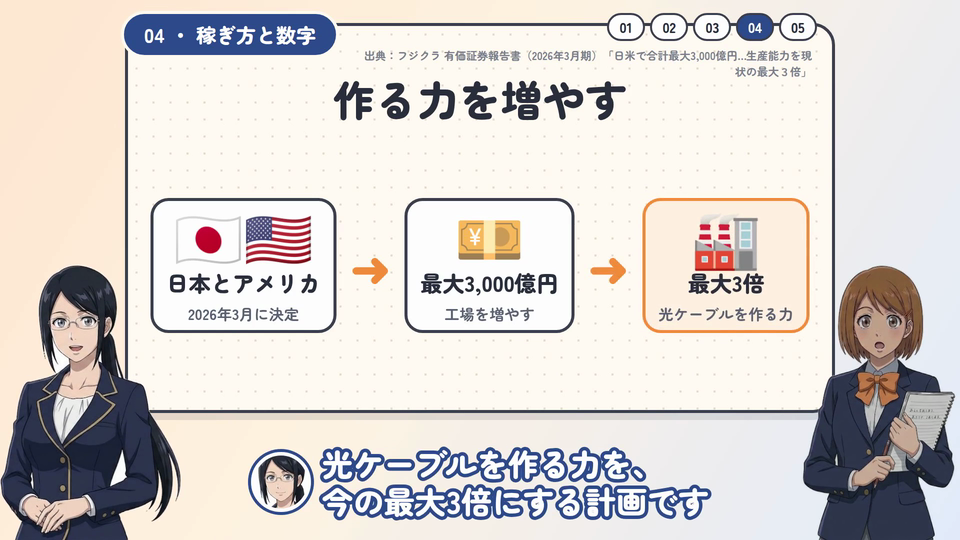 04 ・ 稼ぎ方と数字
01 02 03 04 05
出典：フジクラ 有価証券報告書（2026年3月期）「日米で合計最大3,000億円…生産能力を現
状の最大３倍」
作る力を増やす
日本とアメリカ
2026年3月に決定
¥
最大3,000億円
工場を増やす
最大3倍
光ケーブルを作る力
光ケーブルを作る力を、
今の最大3倍にする計画です